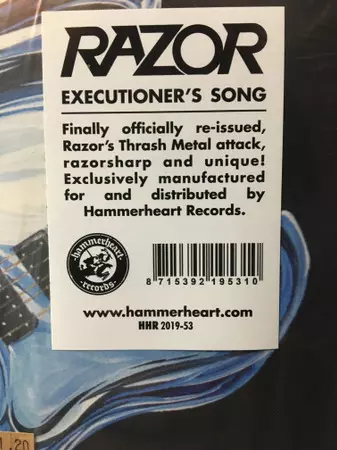 RAZOR
EXECUTIONER'S SONG
Finally officially re-issued,
Razor's Thrash Metal attack,
razorsharp and unique!
Exclusively manufactured
for and distributed by
Hammerheart Records.
hammerheart
records
8 715392 195310
www.hammerheart.com
HHR 2019-53